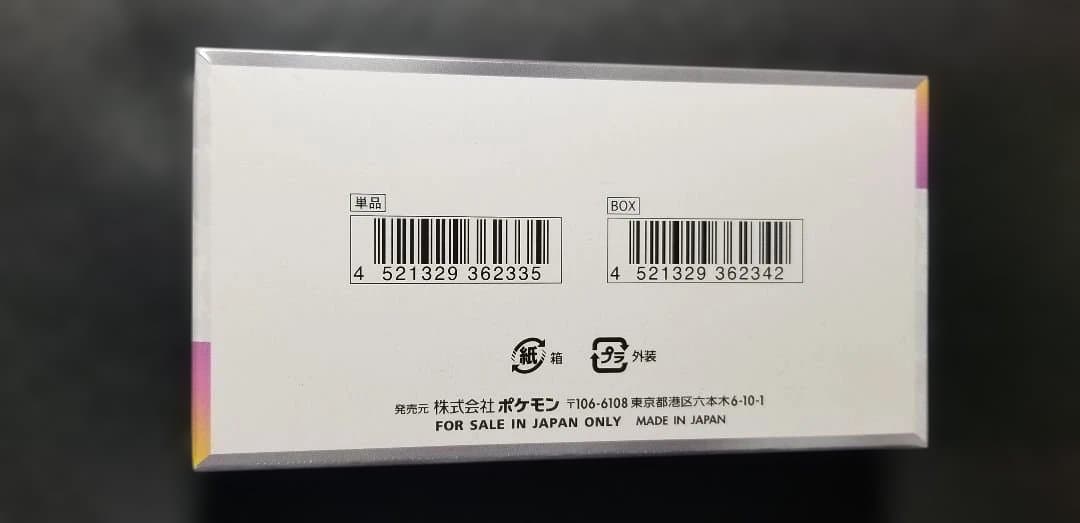 単品
4 521329 362335
BOX
4 521329 362342
紙 箱
プラ 外装
発売元 株式会社 ポケモン 〒106-6108 東京都港区六本木6-10-1
FOR SALE IN JAPAN ONLY MADE IN JAPAN